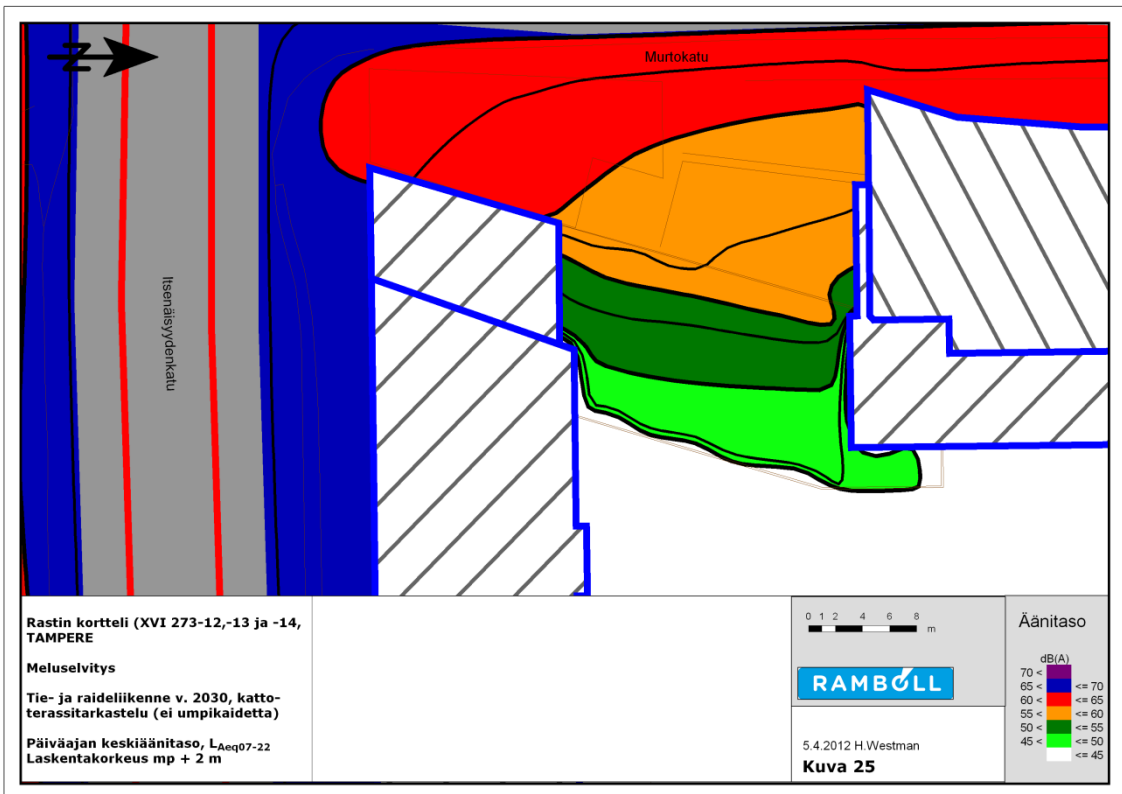 N
Murtokatu
Itsenäisyydenkatu
Rastin kortteli (XVI 273-12,-13 ja -14,
TAMPERE
Meluselvitys
Tie- ja raideliikenne v. 2030, katto-
terassitarkastelu (ei umpikaidetta)
Päiväajan keskiäänitaso, LAeq07-22
Laskentakorkeus mp + 2 m
0 1 2 4 6 8
m
RAMBOLL
5.4.2012 H.Westman
Kuva 25
Äänitaso
dB(A)
70 <
65 < <= 70
60 < <= 65
55 < <= 60
50 < <= 55
45 < <= 50
<= 45